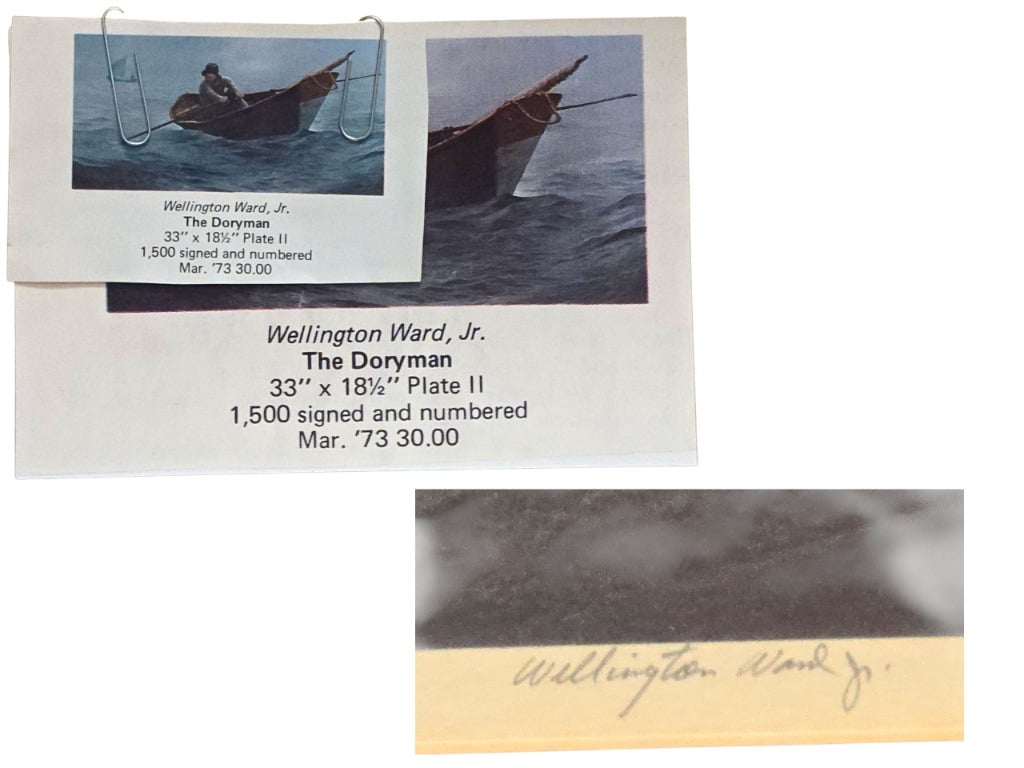 Wellington Ward, Jr.
The Doryman
33" x 18½" Plate II
1,500 signed and numbered
Mar. '73 30.00
Wellington Ward, Jr.
The Doryman
33" x 18½" Plate II
1,500 signed and numbered
Mar. '73 30.00
Wellington Ward Jr.